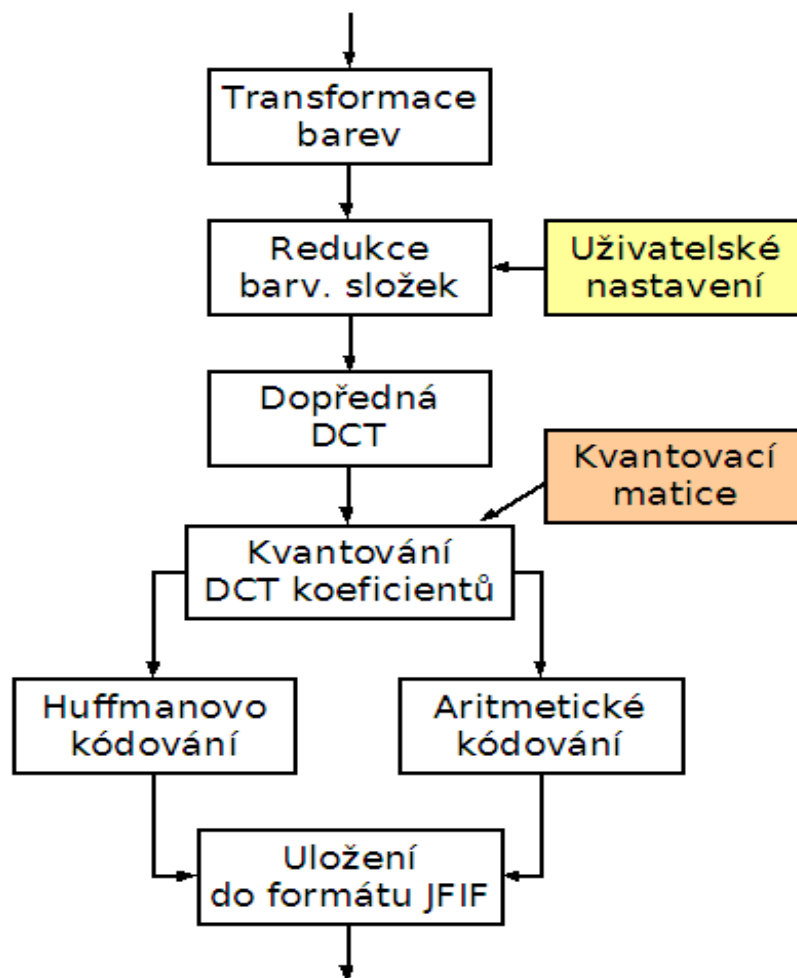 Transformace
barev
Redukce
barv. složek
Uživatelské
nastavení
Dopředná
DCT
Kvantovací
matice
Kvantování
DCT koeficientů
Huffmanovo
kódování
Aritmetické
kódování
Uložení
do formátu JFIF